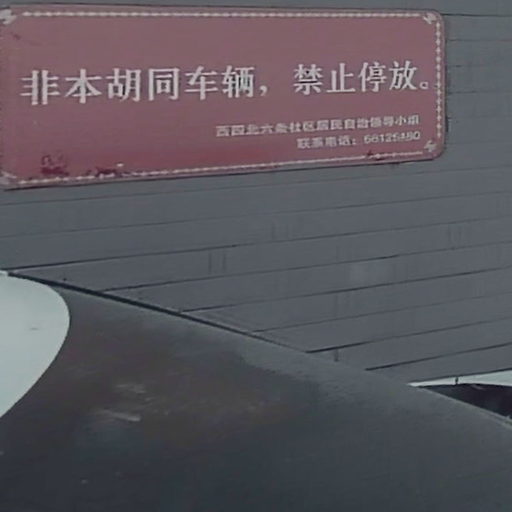 非本胡同车辆，禁止停放。
西四北六条社区居民自治领导小组
联系电话：66125180